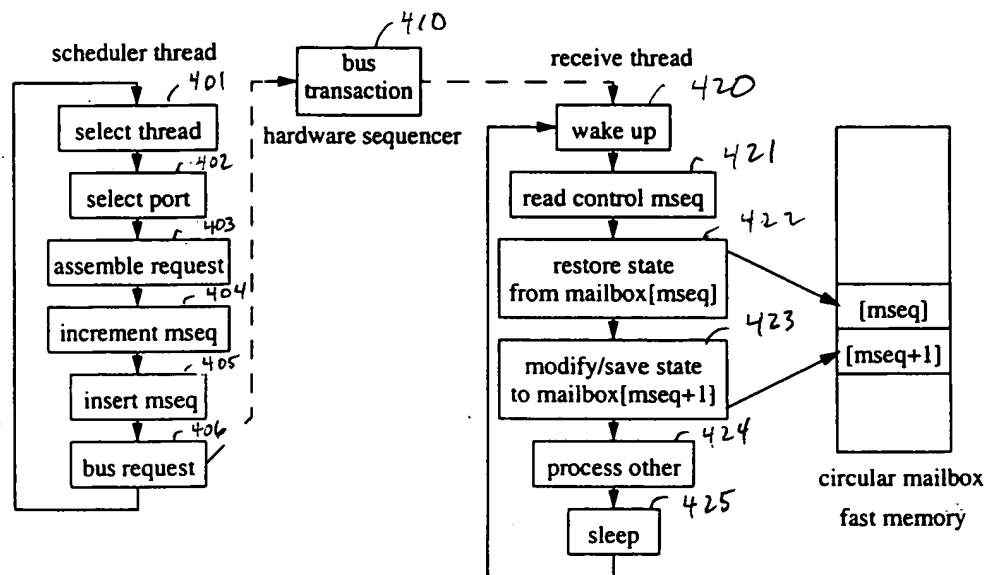 scheduler thread
401
select thread
402
select port
403
assemble request
404
increment mseq
405
insert mseq
406
bus request
410
bus
transaction
hardware sequencer
receive thread
420
wake up
421
read control mseq
422
restore state
from mailbox[mseq]
423
modify/save state
to mailbox[mseq+1]
424
process other
425
sleep
[mseq]
[mseq+1]
circular mailbox
fast memory